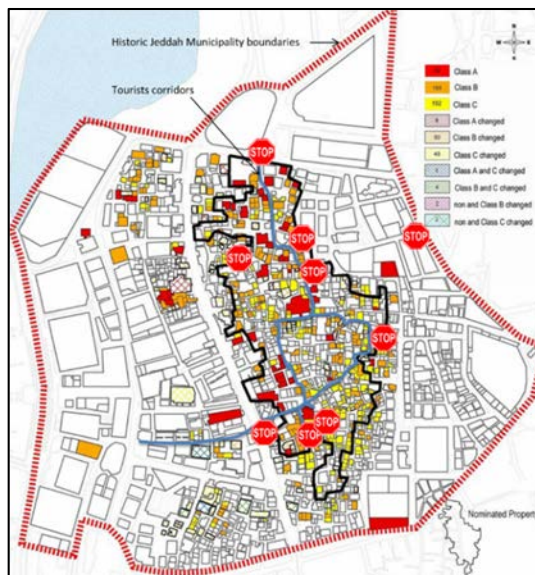 Historic Jeddah Municipality boundaries
Tourists corridors
Class A
Class B
Class C
Class A changed
Class B changed
Class C changed
Class A and C changed
Class B and C changed
non and Class B changed
non and Class C changed
STOP
STOP
STOP
STOP
STOP
STOP
STOP
STOP
STOP
Nominated Property